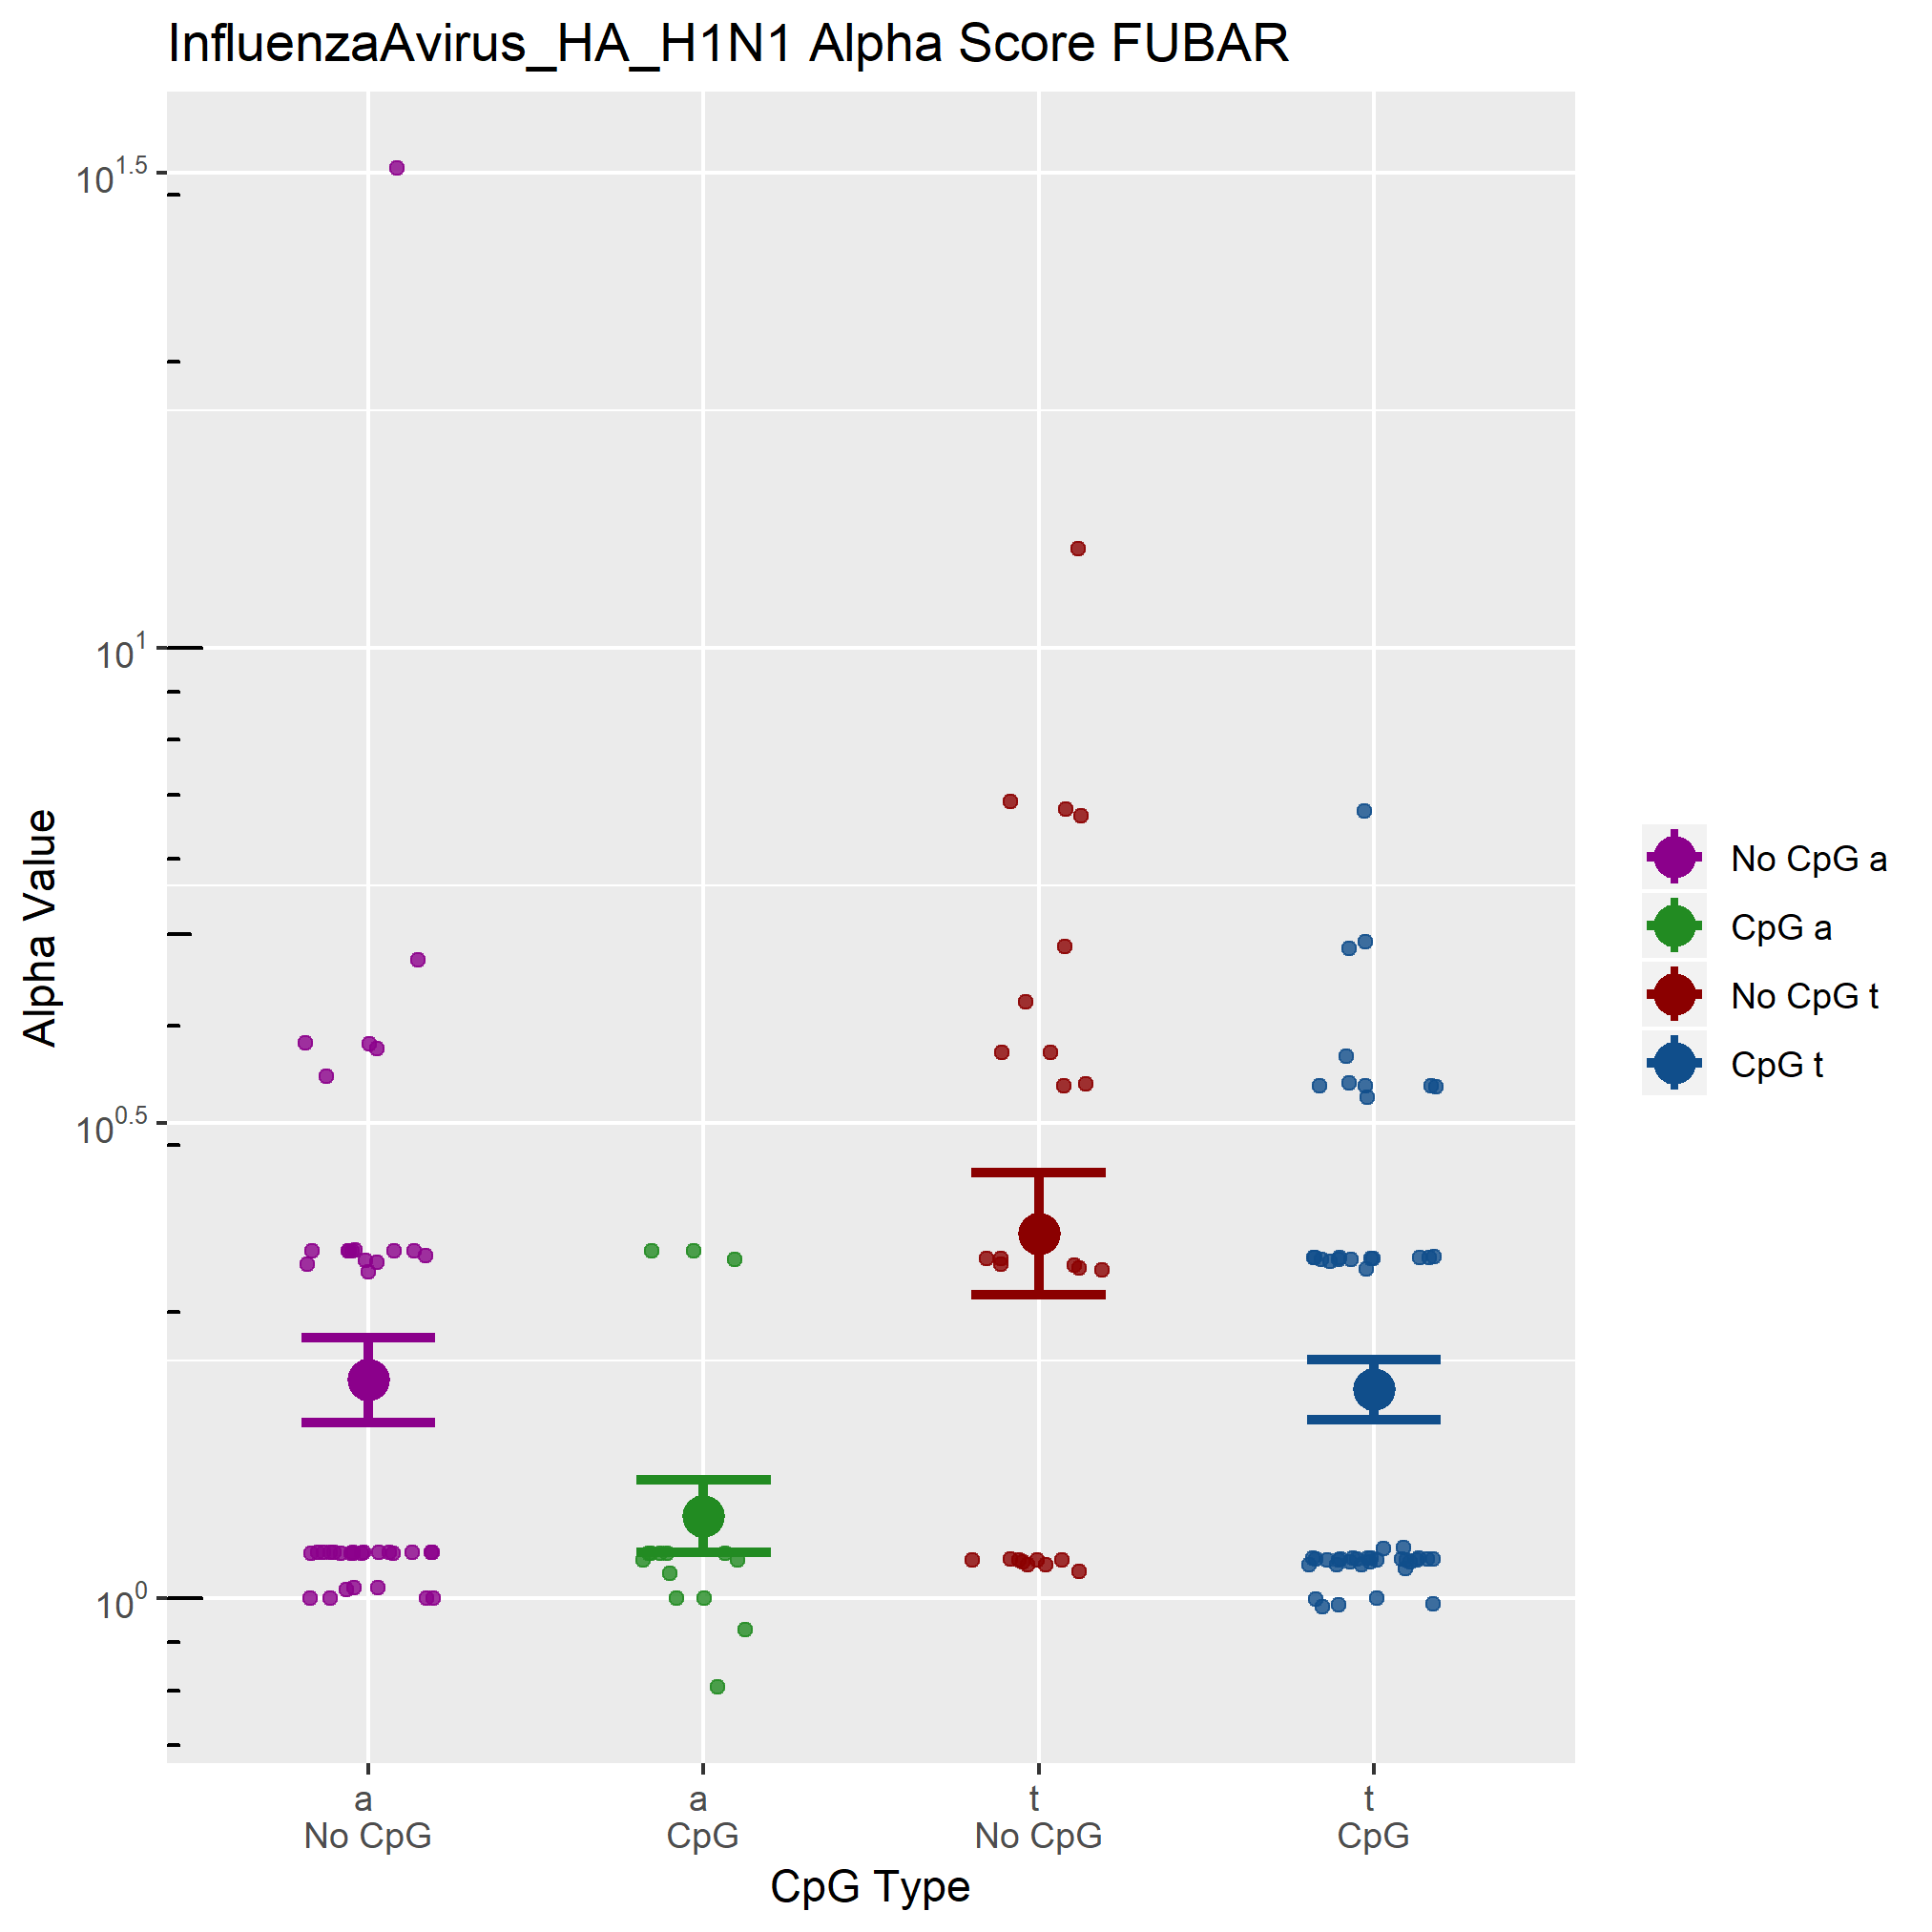 InfluenzaAvirus_HA_H1N1 Alpha Score FUBAR
10^1.5
10^1
10^0.5
10^0
Alpha Value
a
No CpG
a
CpG
t
No CpG
t
CpG
CpG Type
No CpG a
CpG a
No CpG t
CpG t